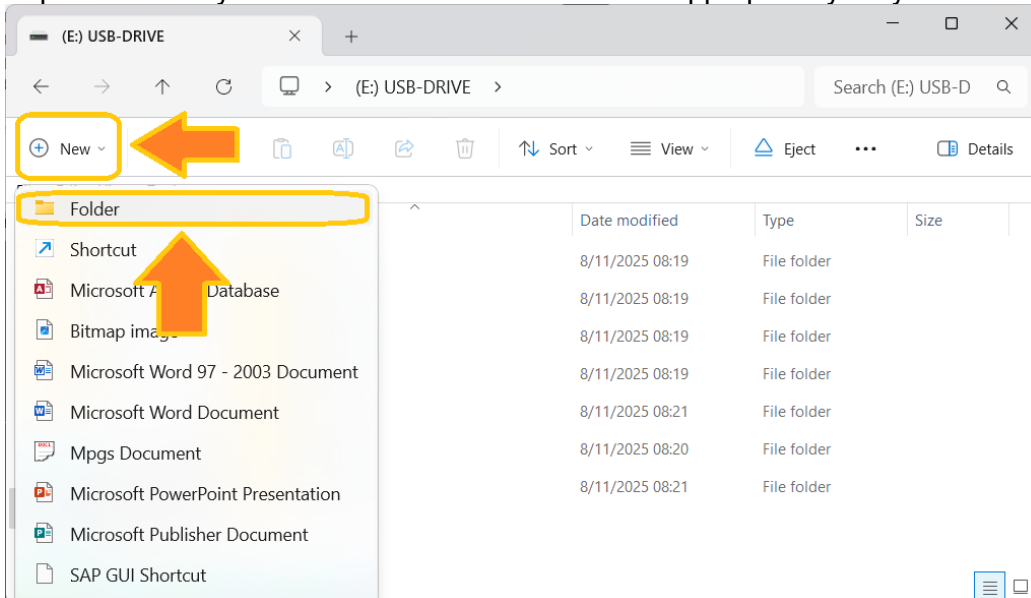 (E:) USB-DRIVE
(E:) USB-DRIVE
Search (E:) USB-D
New
Sort
View
Eject
Details
Folder
Date modified
Type
Size
Shortcut
8/11/2025 08:19
File folder
Microsoft Database
8/11/2025 08:19
File folder
Bitmap image
8/11/2025 08:19
File folder
Microsoft Word 97 - 2003 Document
8/11/2025 08:19
File folder
Microsoft Word Document
8/11/2025 08:21
File folder
Mpgs Document
8/11/2025 08:20
File folder
Microsoft PowerPoint Presentation
8/11/2025 08:21
File folder
Microsoft Publisher Document
SAP GUI Shortcut